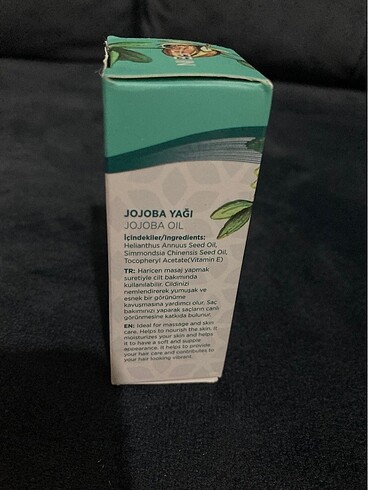 JOJOBA YAĞI
JOJOBA OIL
İçindekiler/Ingredients:
Helianthus Annuus Seed Oil,
Simmondsia Chinensis Seed Oil,
Tocopheryl Acetate(Vitamin E)
TR: Haricen masaj yapmak
suretiyle cilt bakımında
kullanılabilir. Cildinizi
nemlendirerek yumuşak ve
esnek bir görünüme
kavuşmasına yardımcı olur. Saç
bakımınızı yaparak saçların canlı
görünmesine katkıda bulunur.
EN: Ideal for massage and skin
care. Helps to nourish the skin. It
moisturizes your skin and helps
it to have a soft and supple
appearance. It helps to provide
your hair care and contributes to
your hair looking vibrant.